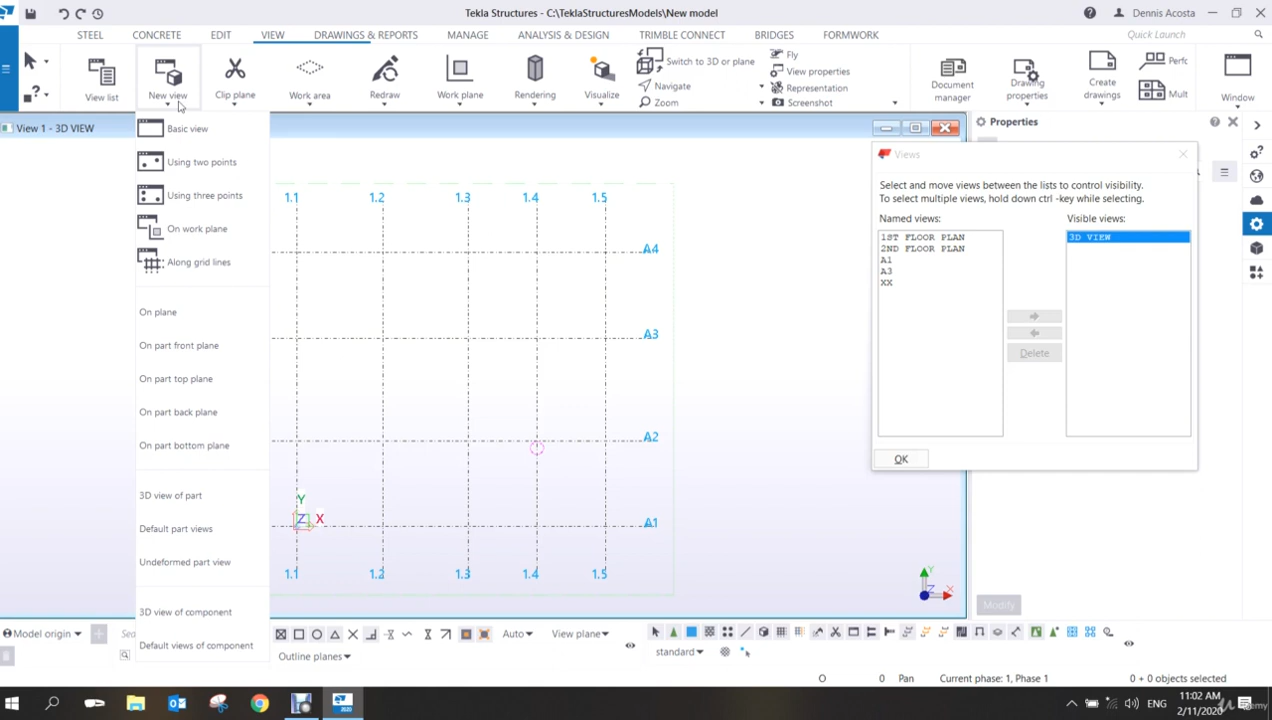 Tekla Structures - C:\TeklaStructuresModels\New model
Dennis Acosta
STEEL CONCRETE EDIT VIEW DRAWINGS & REPORTS MANAGE ANALYSIS & DESIGN TRIMBLE CONNECT BRIDGES FORMWORK
Quick Launch
View list
New view
Clip plane
Work area
Redraw
Work plane
Rendering
Visualize
Switch to 3D or plane
Navigate
Zoom
Fly
View properties
Representation
Screenshot
Document manager
Drawing properties
Create drawings
Perfc
Mult
Window
View 1 - 3D VIEW
Basic view
Using two points
Using three points
On work plane
Along grid lines
On plane
On part front plane
On part top plane
On part back plane
On part bottom plane
3D view of part
Default part views
Undeformed part view
3D view of component
Default views of component
1.1 1.2 1.3 1.4 1.5
A4
A3
A2
A1
Y
Z X
1.1 1.2 1.3 1.4 1.5
Y
Z X
Properties
Views
Select and move views between the lists to control visibility.
To select multiple views, hold down ctrl -key while selecting.
Named views:
1ST FLOOR PLAN
2ND FLOOR PLAN
A1
A3
XX
Visible views:
3D VIEW
Delete
OK
Modify
Model origin
Sea
Auto
View plane
Outline planes
standard
O 0 Pan Current phase: 1, Phase 1 0 + 0 objects selected
2020
ENG
11:02 AM
2/11/2020
Udemy